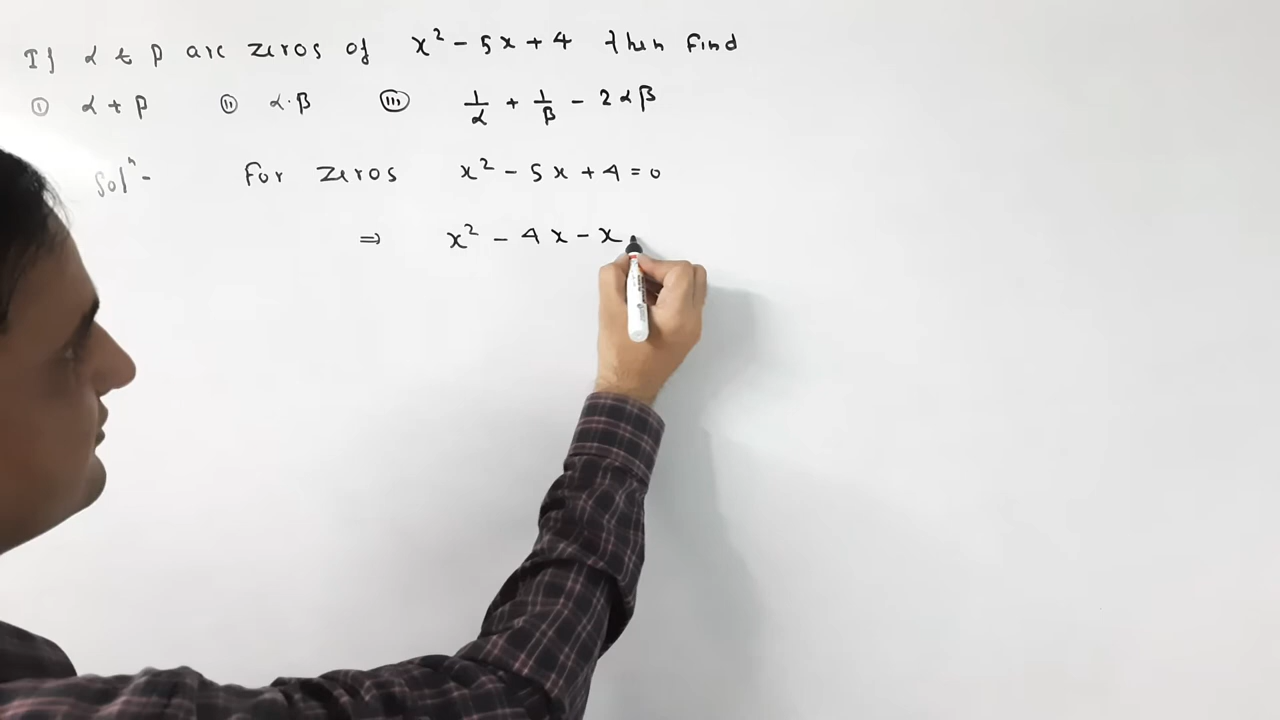 If α & β are zeros of x² - 5x + 4 then find
(i) α + β (ii) α·β (iii) 1/α + 1/β - 2αβ
Solⁿ - For zeros x² - 5x + 4 = 0
⇒ x² - 4x - x